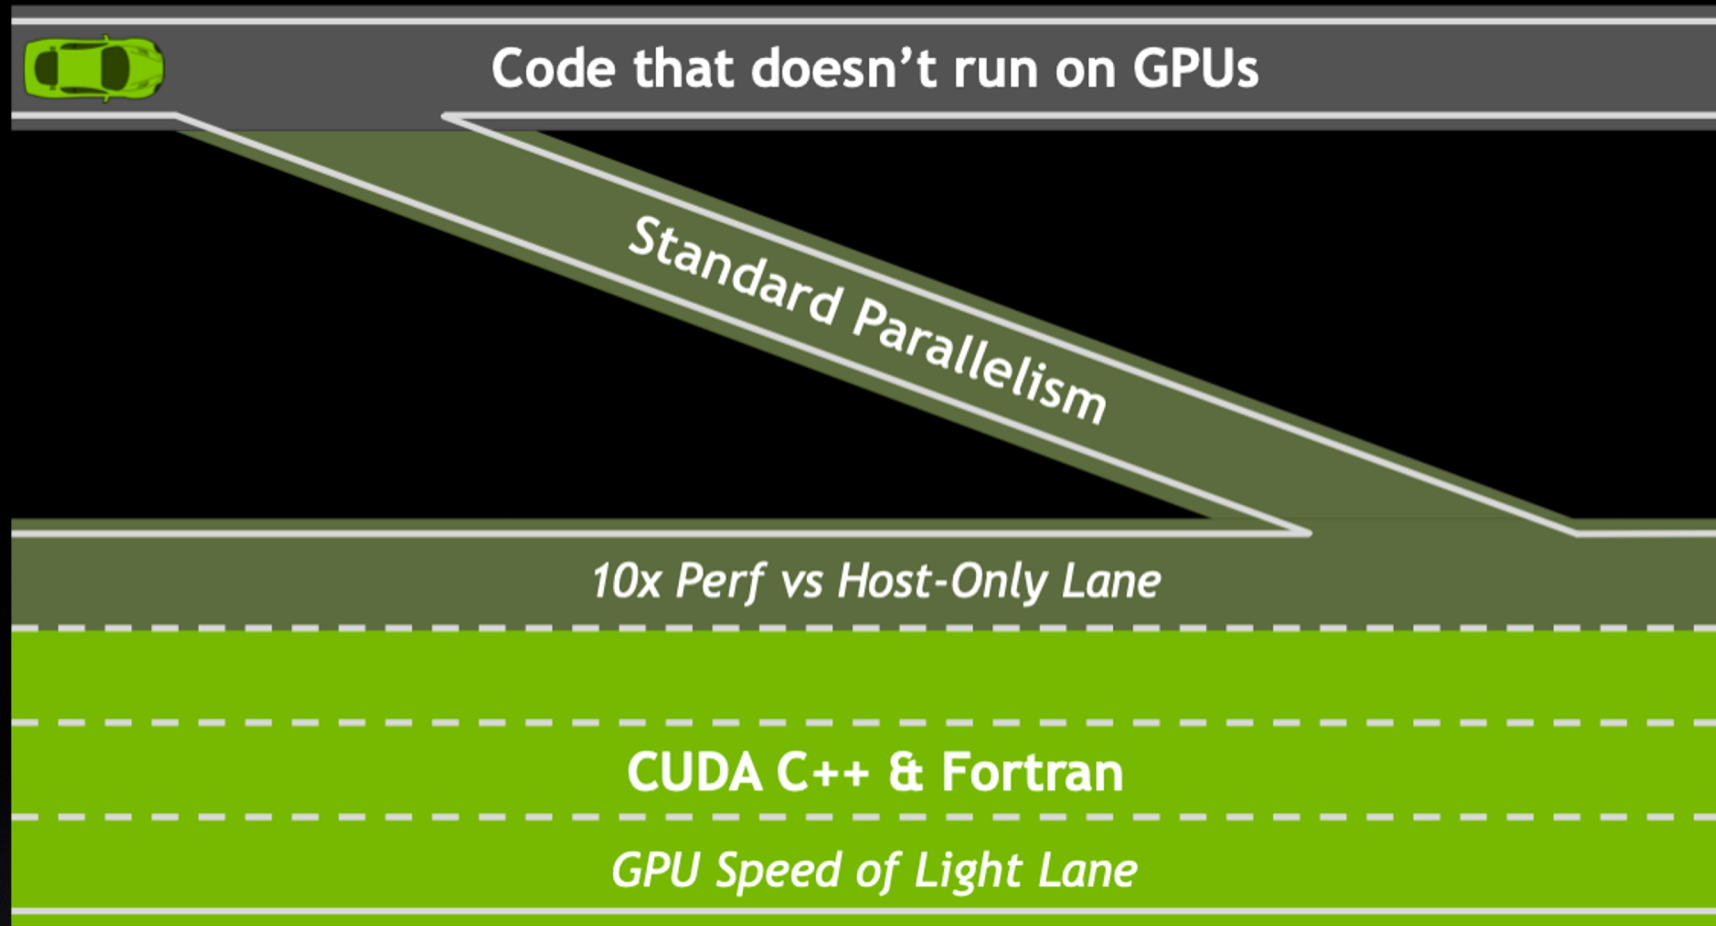 Code that doesn’t run on GPUs
Standard Parallelism
10x Perf vs Host-Only Lane
CUDA C++ & Fortran
GPU Speed of Light Lane